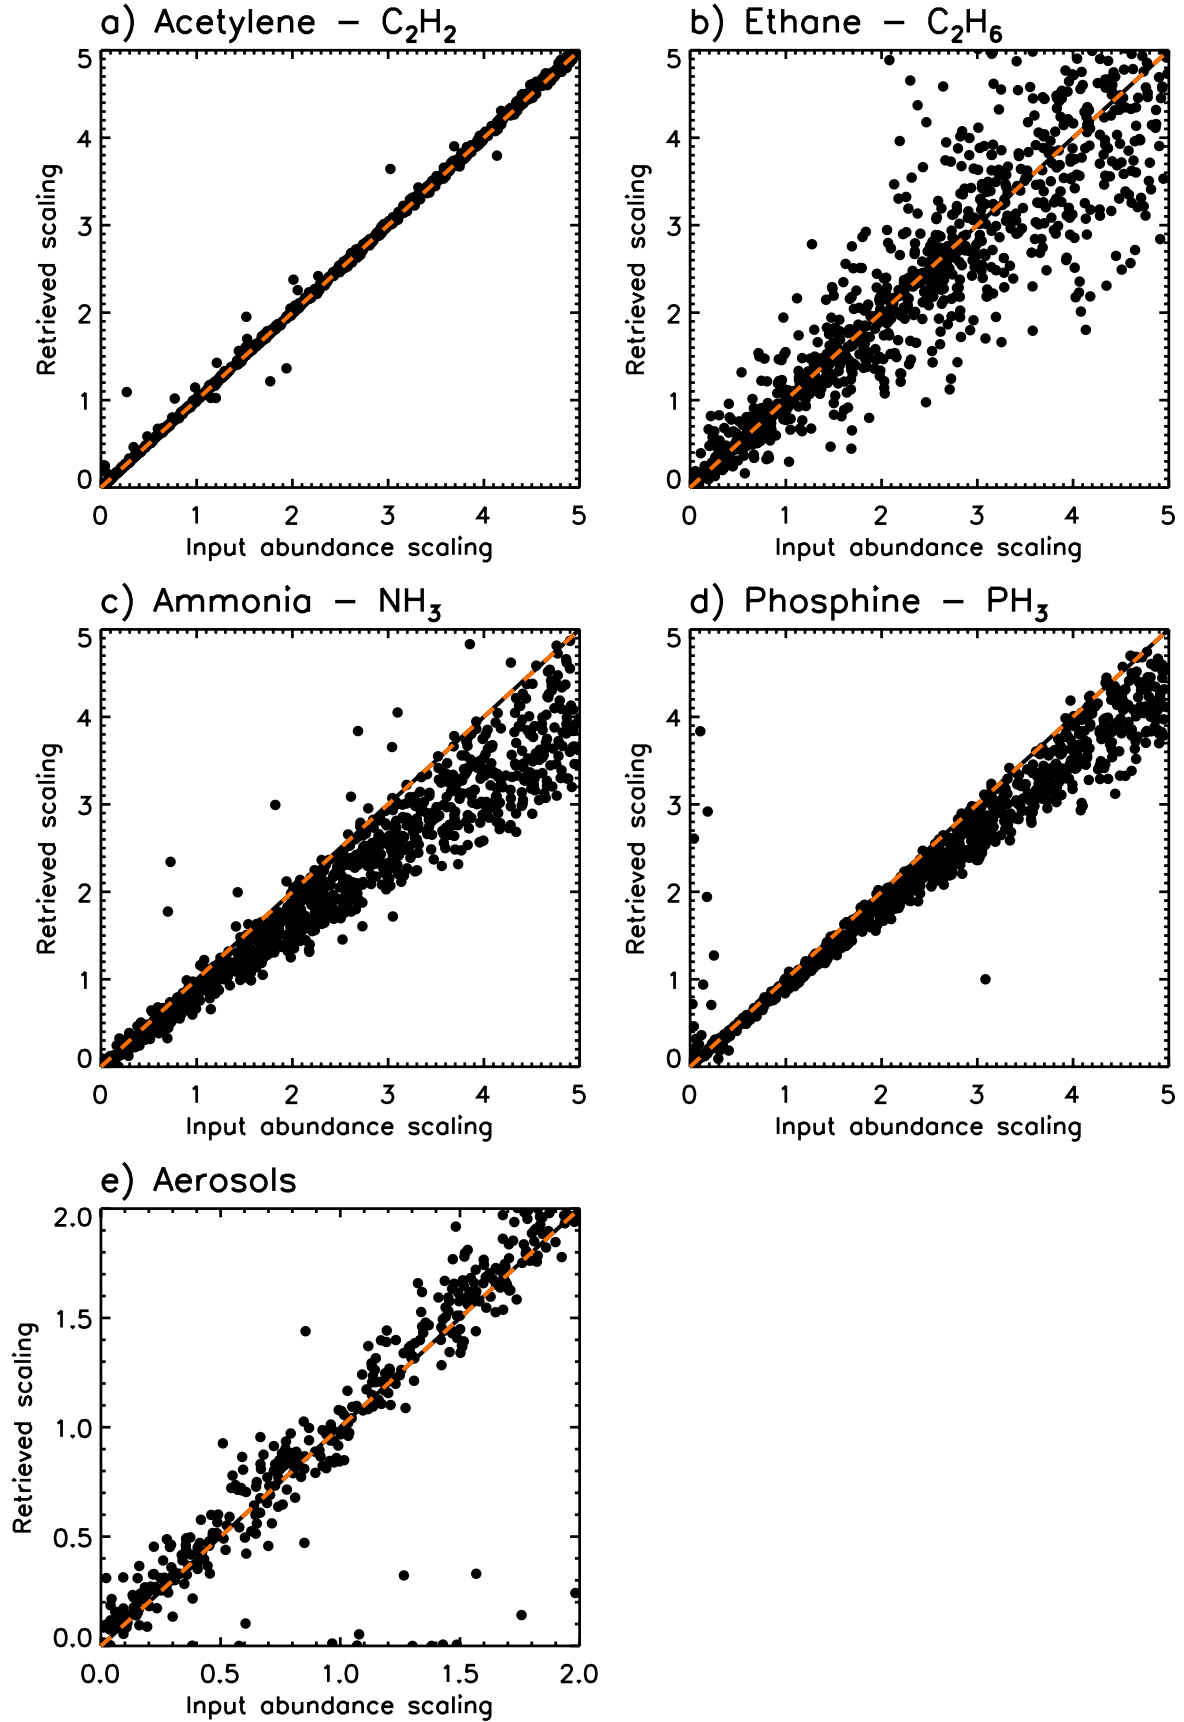 a) Acetylene – C₂H₂
5
4
3
2
1
0
Retrieved scaling
0 1 2 3 4 5
Input abundance scaling
b) Ethane – C₂H₆
5
4
3
2
1
0
Retrieved scaling
0 1 2 3 4 5
Input abundance scaling
c) Ammonia – NH₃
5
4
3
2
1
0
Retrieved scaling
0 1 2 3 4 5
Input abundance scaling
d) Phosphine – PH₃
5
4
3
2
1
0
Retrieved scaling
0 1 2 3 4 5
Input abundance scaling
e) Aerosols
2.0
1.5
1.0
0.5
0.0
Retrieved scaling
0.0 0.5 1.0 1.5 2.0
Input abundance scaling